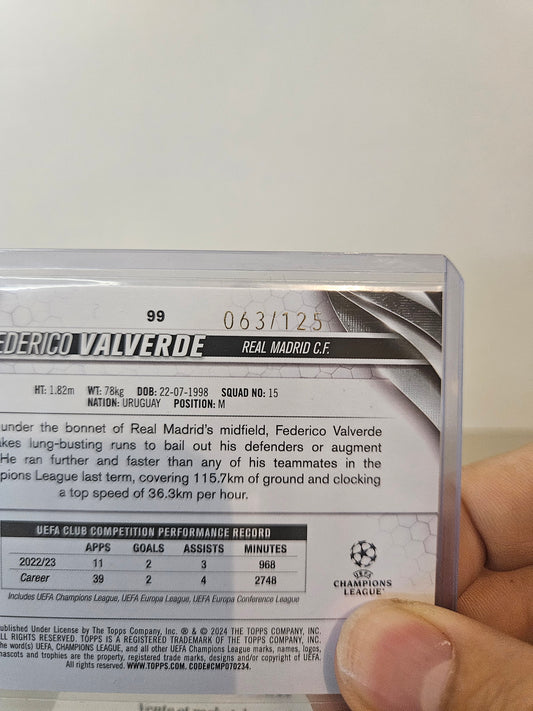 99
063/125
EDERICO VALVERDE REAL MADRID C.F.
HT: 1.82m WT: 78kg DOB: 22-07-1998 SQUAD NO: 15
NATION: URUGUAY POSITION: M
under the bonnet of Real Madrid's midfield, Federico Valverde
akes lung-busting runs to bail out his defenders or augment
He ran further and faster than any of his teammates in the
pions League last term, covering 115.7km of ground and clocking
a top speed of 36.3km per hour.
UEFA CLUB COMPETITION PERFORMANCE RECORD
APPS GOALS ASSISTS MINUTES
2022/23 11 2 3 968
Career 39 2 4 2748
Includes UEFA Champions League, UEFA Europa League, UEFA Europa Conference League
UEFA
CHAMPIONS
LEAGUE
ublished Under License by The Topps Company, Inc. ® & © 2024 THE TOPPS COMPANY, INC.
LL RIGHTS RESERVED. TOPPS IS A REGISTERED TRADEMARK OF THE TOPPS COMPANY, INC.
he word(s) UEFA, CHAMPIONS LEAGUE, and all other UEFA Champions League marks, names, logos,
ascots and trophies are the property, registered trade marks, designs and/or copyright of UEFA.
All rights reserved. WWW.TOPPS.COM. CODE#CMP070234.